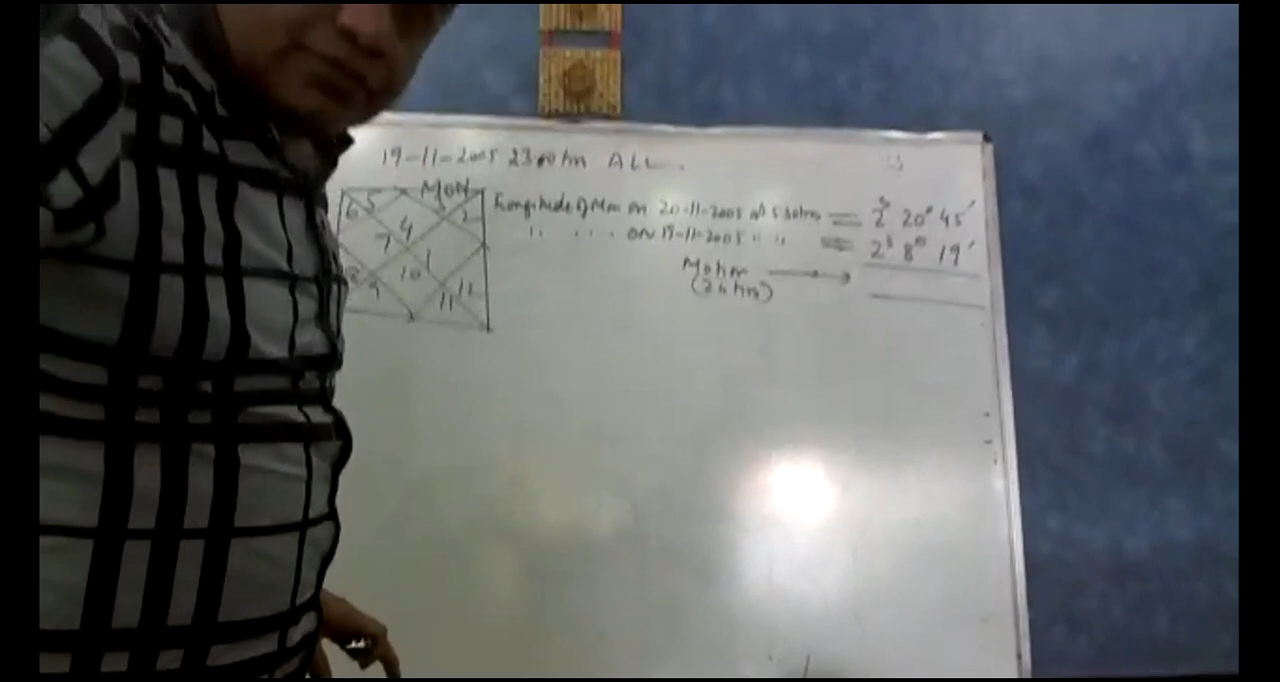 19-11-2005 23.00 hrs ALL.
MON
5
6
4
2
7
1
8
10
9
11
12
Longitude of Moon on 20-11-2005 at 5.30 hrs = 2ˢ 20° 45′
" " " " ON 19-11-2005 " " = 2ˢ 8° 19′
Motion →
(24 hrs)